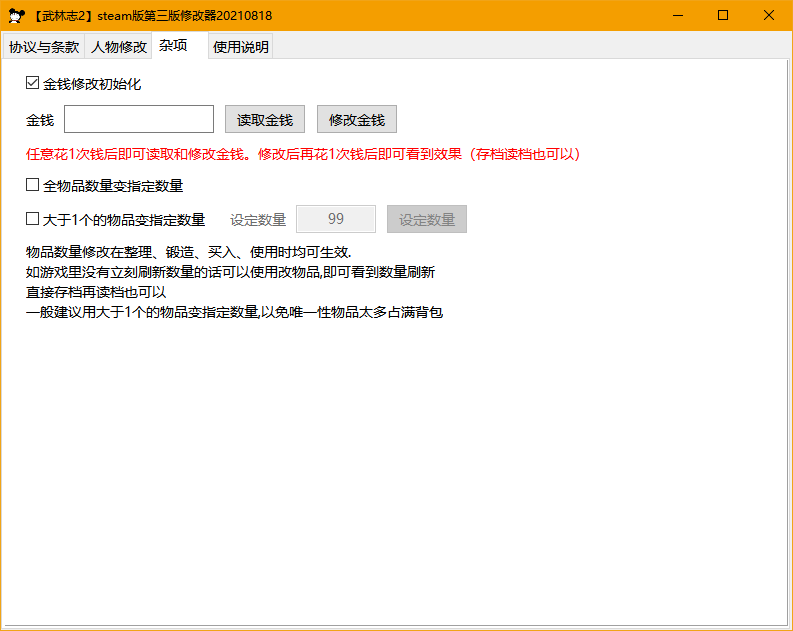 【武林志2】steam版第三版修改器20210818
协议与条款 人物修改 杂项 使用说明
金钱修改初始化
金钱 读取金钱 修改金钱
任意花1次钱后即可读取和修改金钱。修改后再花1次钱后即可看到效果（存档读档也可以）
全物品数量变指定数量
大于1个的物品变指定数量 设定数量 99 设定数量
物品数量修改在整理、锻造、买入、使用时均可生效.
如游戏里没有立刻刷新数量的话可以使用改物品,即可看到数量刷新
直接存档再读档也可以
一般建议用大于1个的物品变指定数量,以免唯一性物品太多占满背包